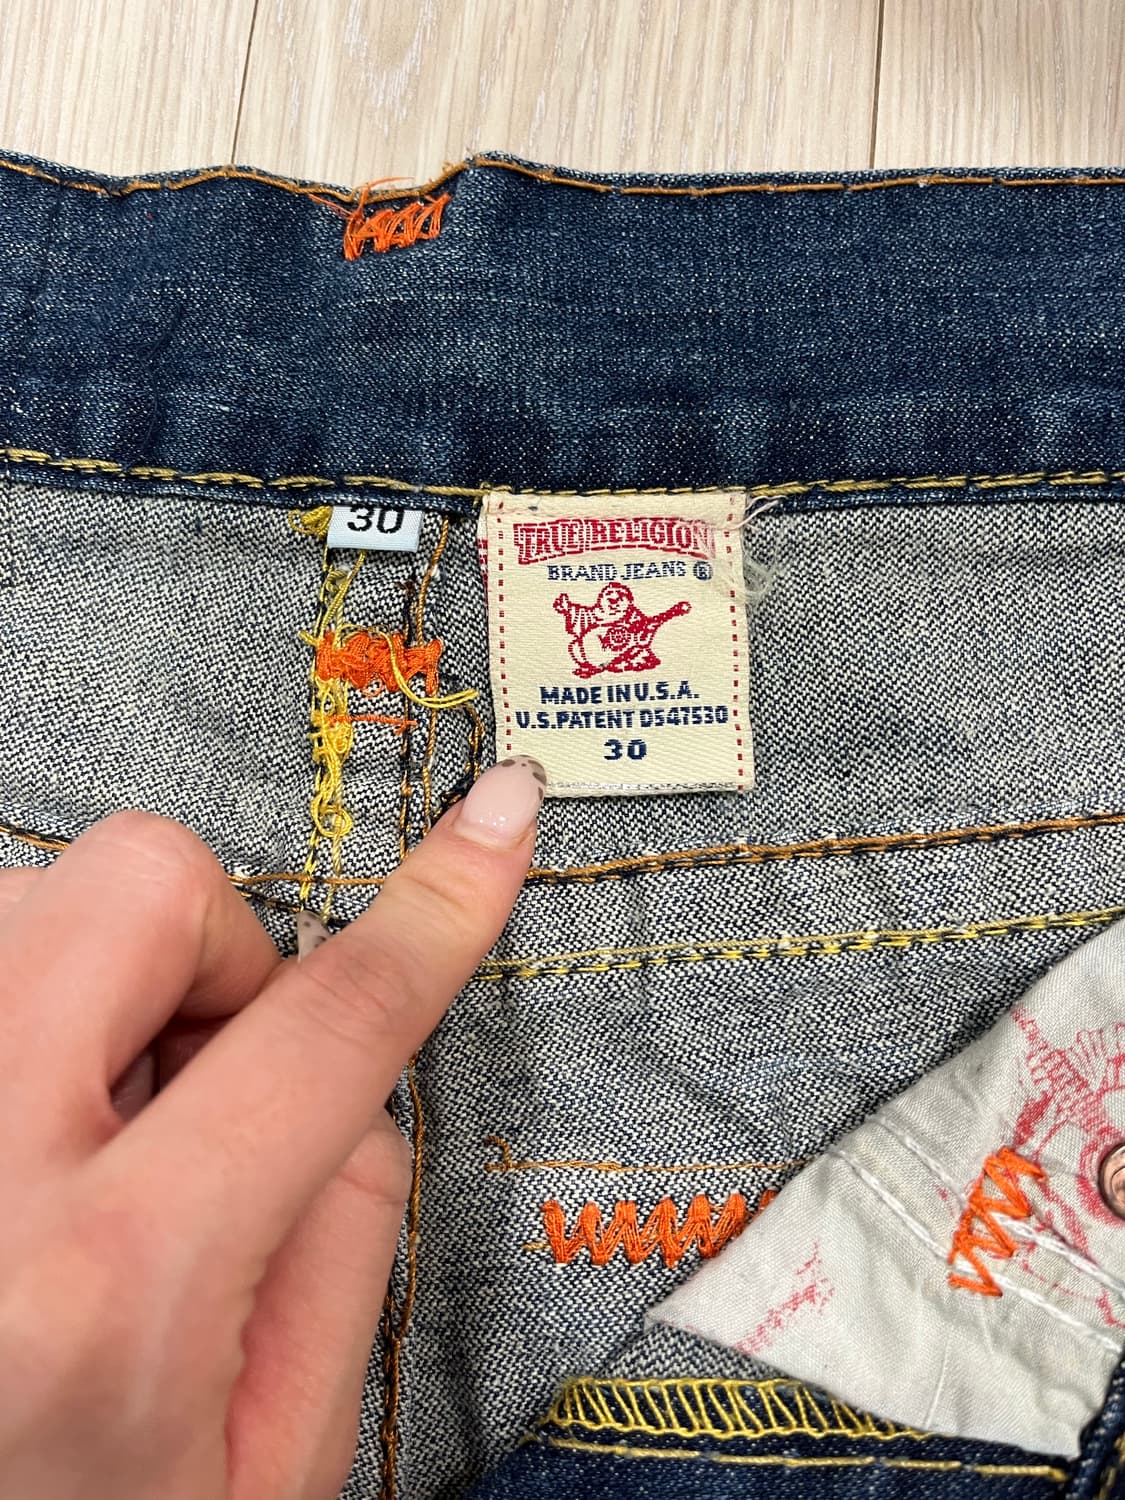 30
TRUE RELIGION
BRAND JEANS ®
MADE IN U.S.A.
U.S.PATENT D547530
30